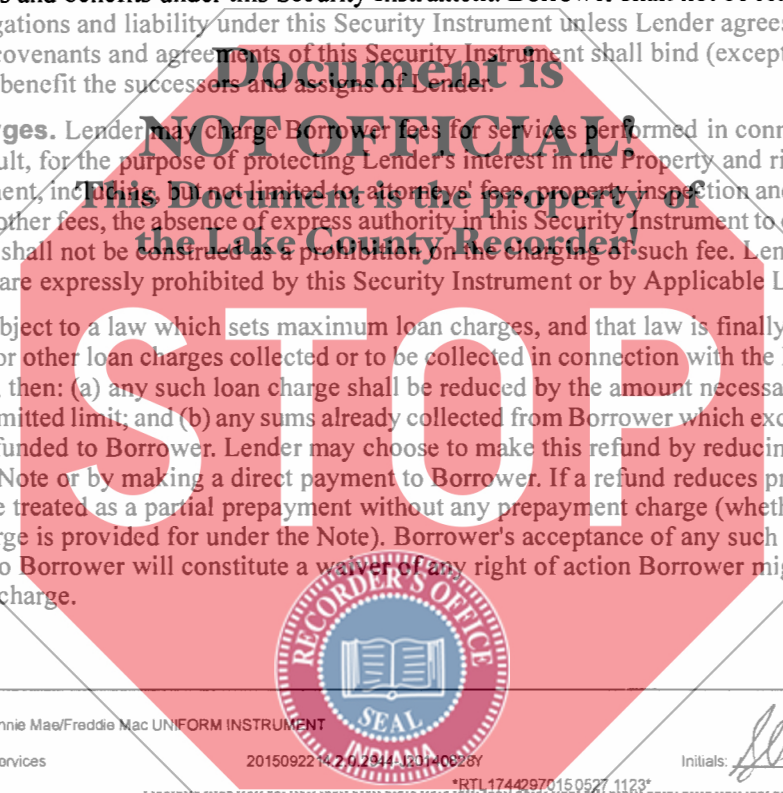 gations and liability under this Security Instrument unless Lender agrees
covenants and agreements of this Security Instrument shall bind (except
benefit the successors and assigns of Lender.
Document is
NOT OFFICIAL!
This Document is the property of
the Lake County Recorder!
ges. Lender may charge Borrower fees for services performed in conn
ult, for the purpose of protecting Lender's interest in the Property and ri
ent, including, but not limited to, attorneys' fees, property inspection and
other fees, the absence of express authority in this Security Instrument to
shall not be construed as a prohibition on the charging of such fee. Len
are expressly prohibited by this Security Instrument or by Applicable L
bject to a law which sets maximum loan charges, and that law is finally
or other loan charges collected or to be collected in connection with the
then: (a) any such loan charge shall be reduced by the amount necessa
mitted limit; and (b) any sums already collected from Borrower which exc
funded to Borrower. Lender may choose to make this refund by reducin
Note or by making a direct payment to Borrower. If a refund reduces pr
e treated as a partial prepayment without any prepayment charge (wheth
rge is provided for under the Note). Borrower's acceptance of any such
o Borrower will constitute a waiver of any right of action Borrower mig
charge.
STOP
RECORDER'S OFFICE
SEAL
INDIANA
nnie Mae/Freddie Mac UNIFORM INSTRUMENT
ervices
Initials: